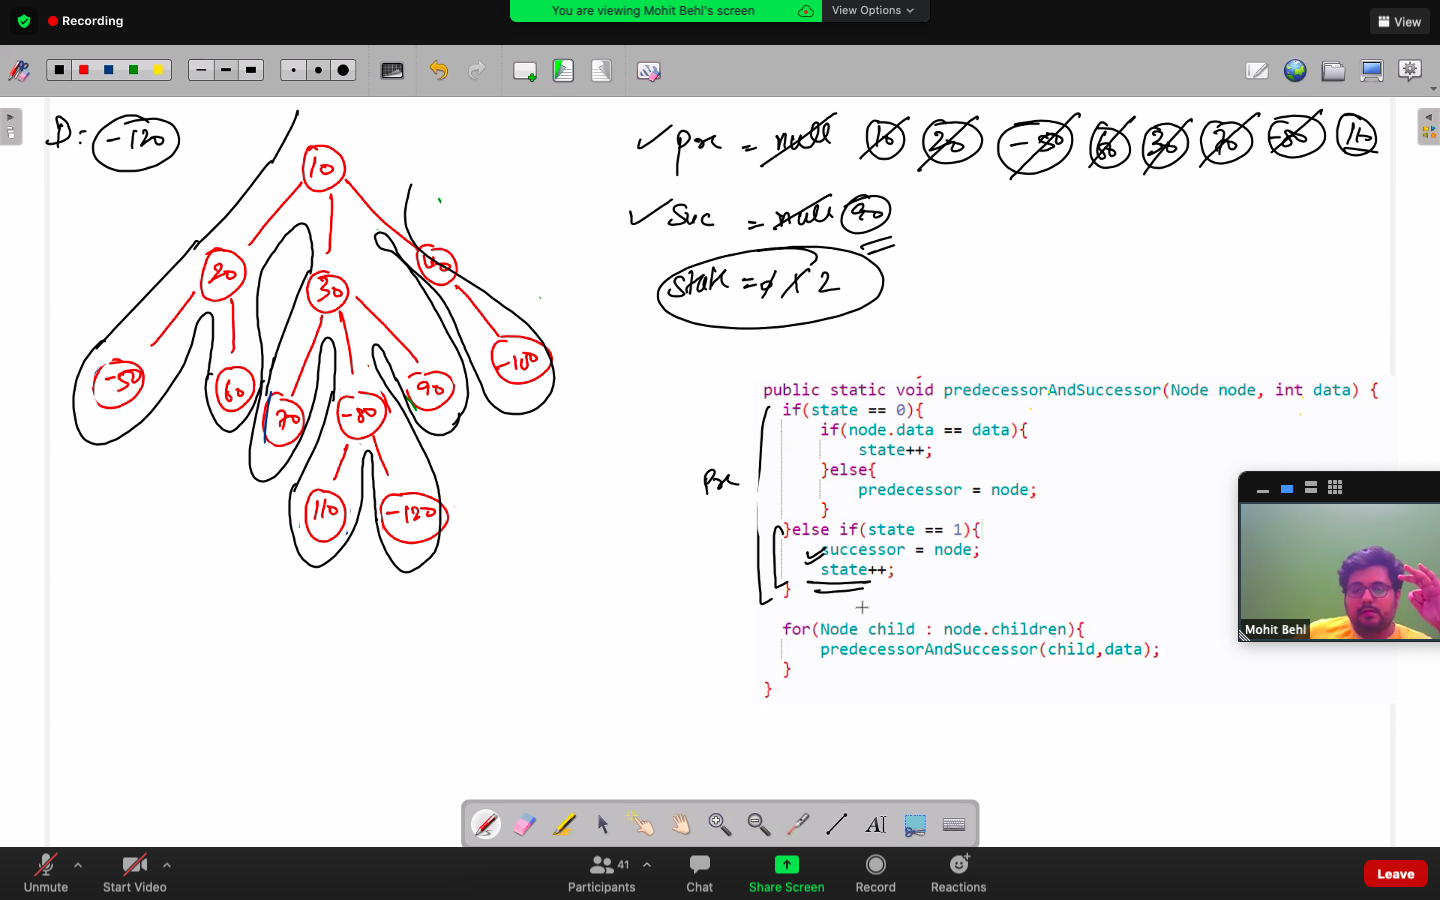 Recording
You are viewing Mohit Behl's screen
View Options
View
D: -120
pre = null 10 20 -50 60 30 70 -80 110
Suc = null 90
State = 0 1 2
10
20
30
40
-50
60
70
-80
90
-100
110
-120
pre
public static void predecessorAndSuccessor(Node node, int data) {
if(state == 0){
if(node.data == data){
state++;
}else{
predecessor = node;
}
}else if(state == 1){
successor = node;
state++;
}
for(Node child : node.children){
predecessorAndSuccessor(child,data);
}
}
Mohit Behl
AI
Unmute
Start Video
41
Participants
Chat
Share Screen
Record
Reactions
Leave